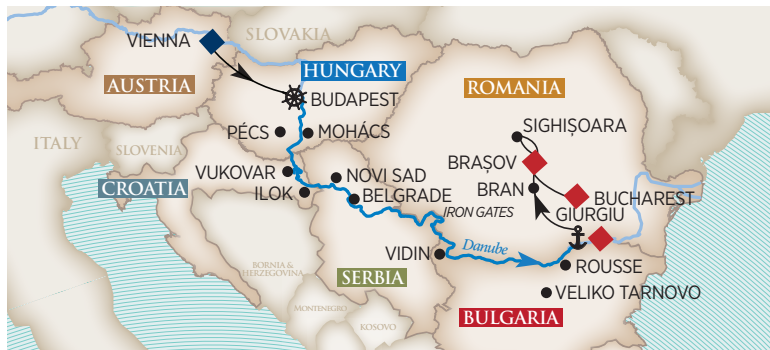 SLOVAKIA
VIENNA
AUSTRIA
HUNGARY
BUDAPEST
ROMANIA
SIGHIȘOARA
PÉCS
MOHÁCS
ITALY
SLOVENIA
BRAȘOV
VUKOVAR
NOVI SAD
BRAN
CROATIA
ILOK
BELGRADE
BUCHAREST
IRON GATES
GIURGIU
VIDIN
Danube
BORNIA &
HERZEGOVINA
SERBIA
ROUSSE
VELIKO TARNOVO
MONTENEGRO
BULGARIA
KOSOVO